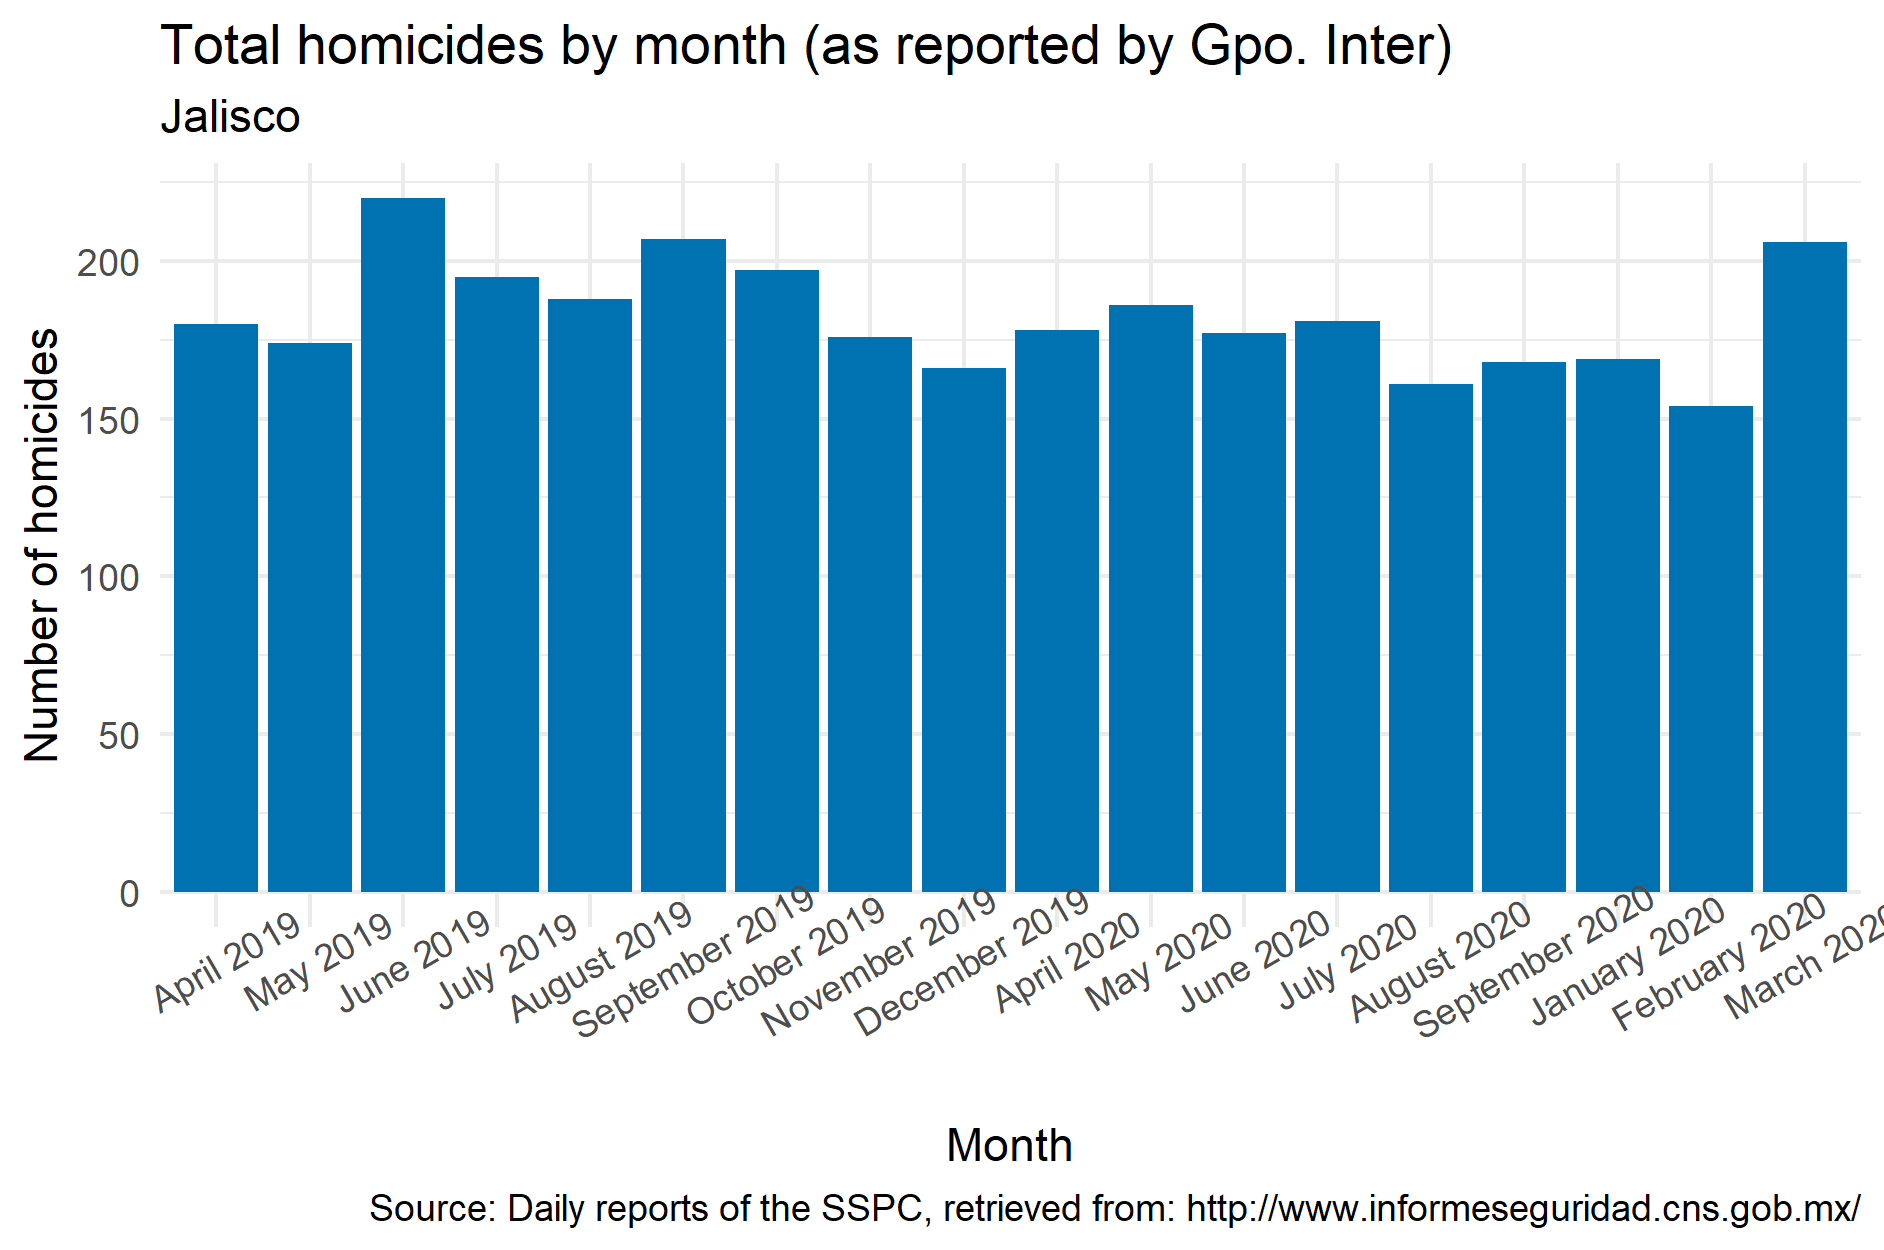 Total homicides by month (as reported by Gpo. Inter)
Jalisco
Number of homicides
200
150
100
50
0
April 2019
May 2019
June 2019
July 2019
August 2019
September 2019
October 2019
November 2019
December 2019
April 2020
May 2020
June 2020
July 2020
August 2020
September 2020
January 2020
February 2020
March 2020
Month
Source: Daily reports of the SSPC, retrieved from: http://www.informeseguridad.cns.gob.mx/